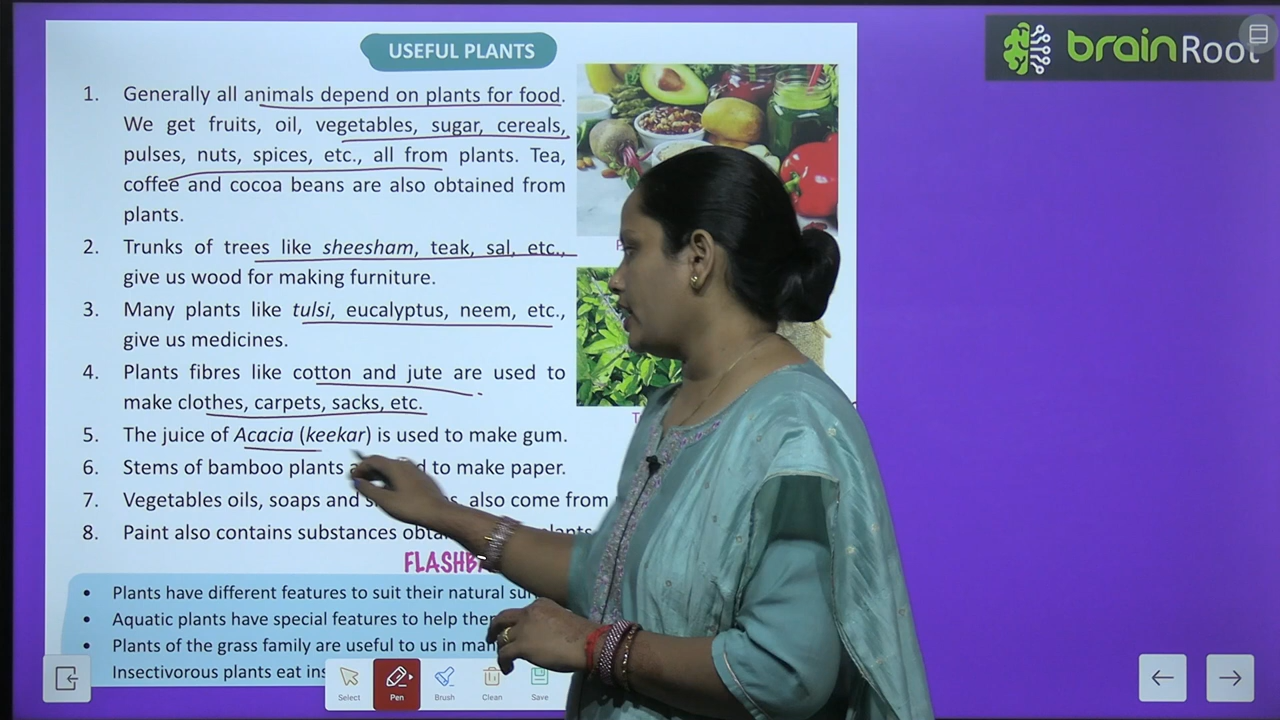 USEFUL PLANTS
brainRoot
1. Generally all animals depend on plants for food.
We get fruits, oil, vegetables, sugar, cereals,
pulses, nuts, spices, etc., all from plants. Tea,
coffee and cocoa beans are also obtained from
plants.
2. Trunks of trees like sheesham, teak, sal, etc.,
give us wood for making furniture.
3. Many plants like tulsi, eucalyptus, neem, etc.,
give us medicines.
4. Plants fibres like cotton and jute are used to
make clothes, carpets, sacks, etc.
5. The juice of Acacia (keekar) is used to make gum.
6. Stems of bamboo plants to make paper.
7. Vegetables oils, soaps and also come from
8. Paint also contains substances plants
• Plants have different features to suit their natural
• Aquatic plants have special features to help
• Plants of the grass family are useful to us in
Insectivorous plants eat
Select Pen Brush Clean Save